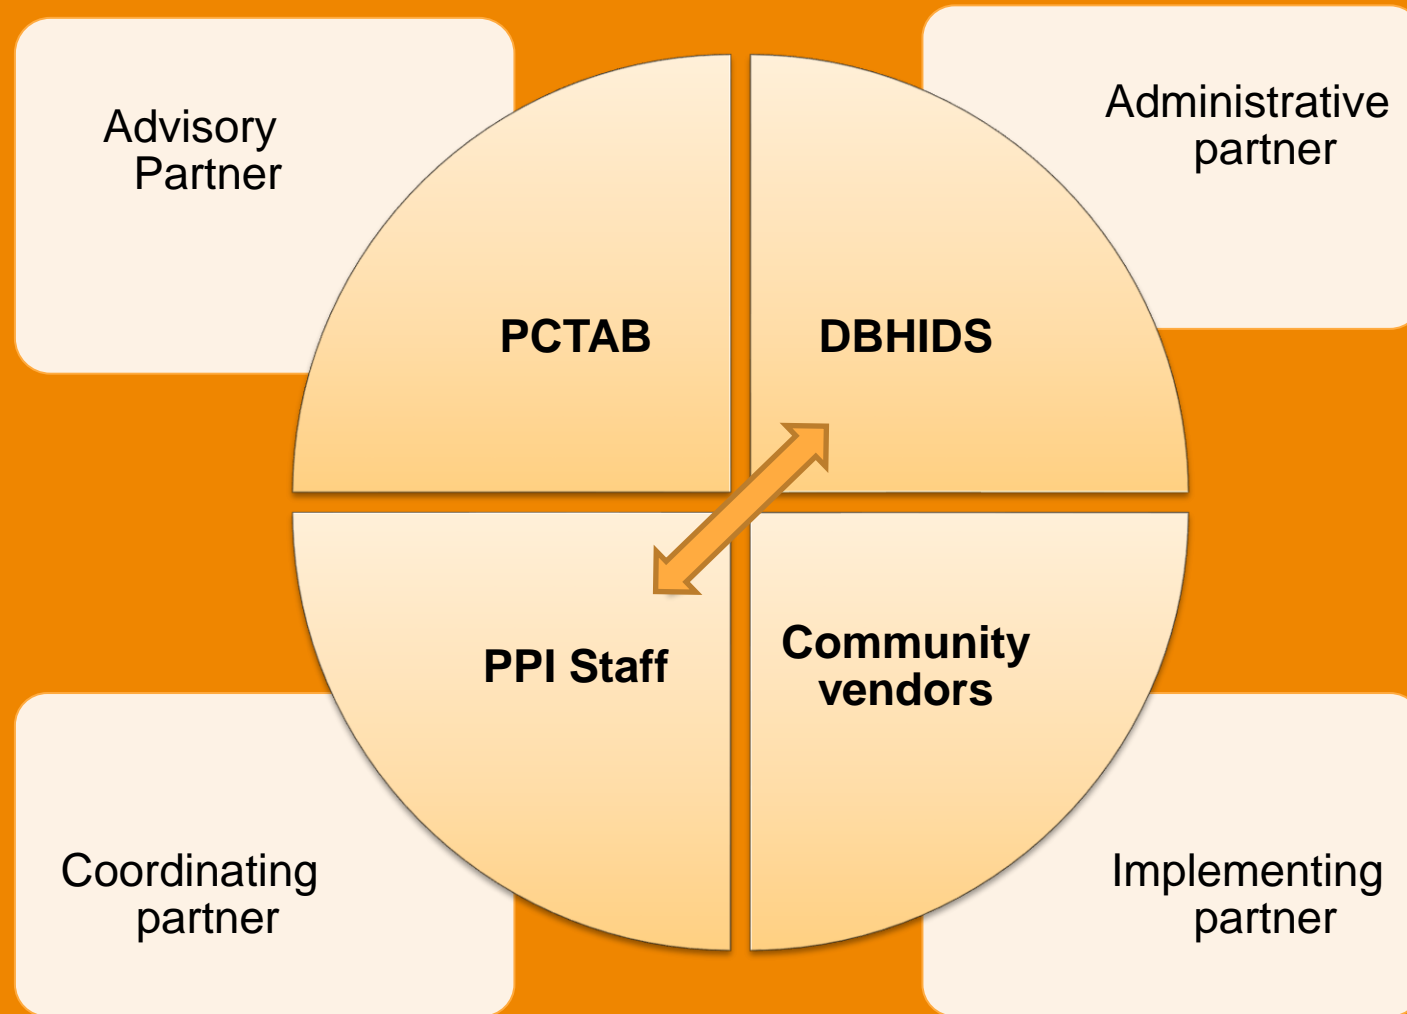 Advisory
Partner
Administrative
partner
PCTAB
DBHIDS
PPI Staff
Community
vendors
Coordinating
partner
Implementing
partner